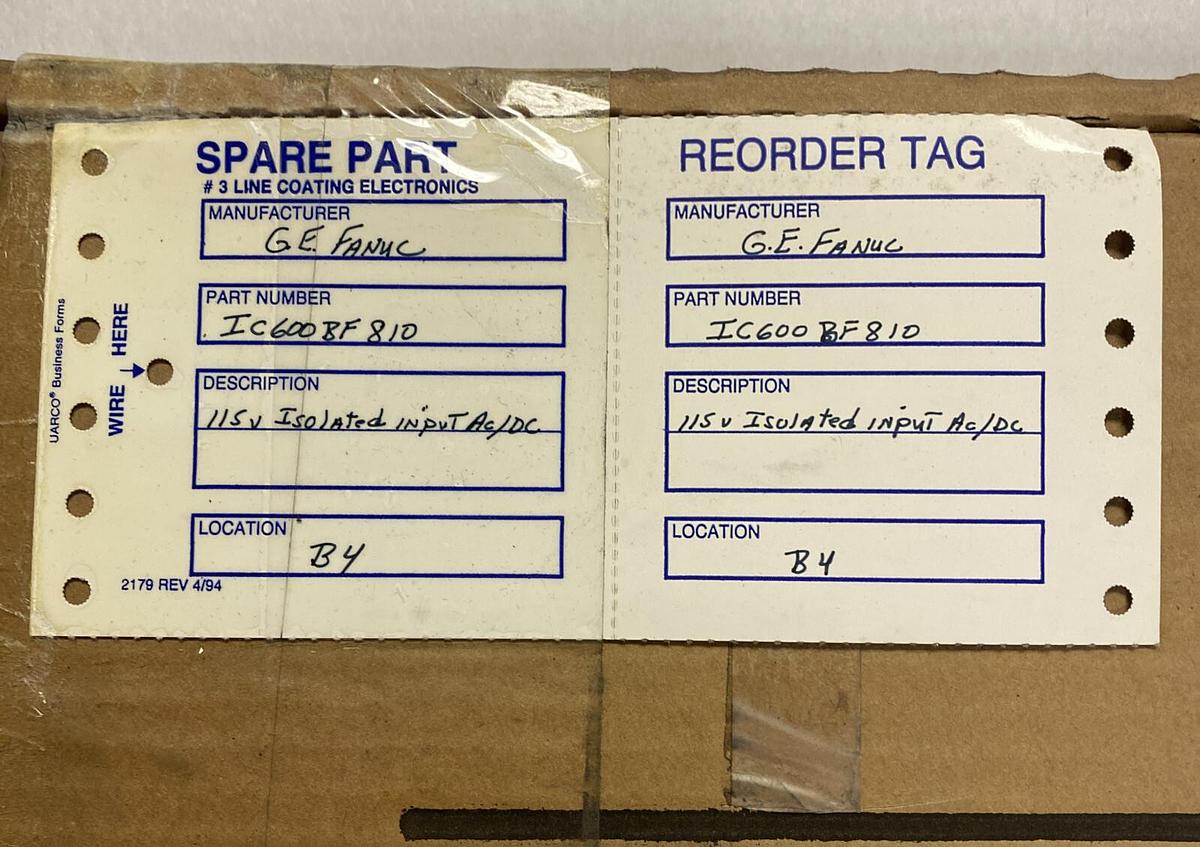 SPARE PART
# 3 LINE COATING ELECTRONICS
MANUFACTURER
G.E. FANUC
PART NUMBER
IC600BF810
DESCRIPTION
115v Isolated input AC/DC
LOCATION
B4
2179 REV 4/94
UARCO® Business Forms
WIRE HERE
REORDER TAG
MANUFACTURER
G.E. FANUC
PART NUMBER
IC600BF810
DESCRIPTION
115v Isolated input AC/DC
LOCATION
B4